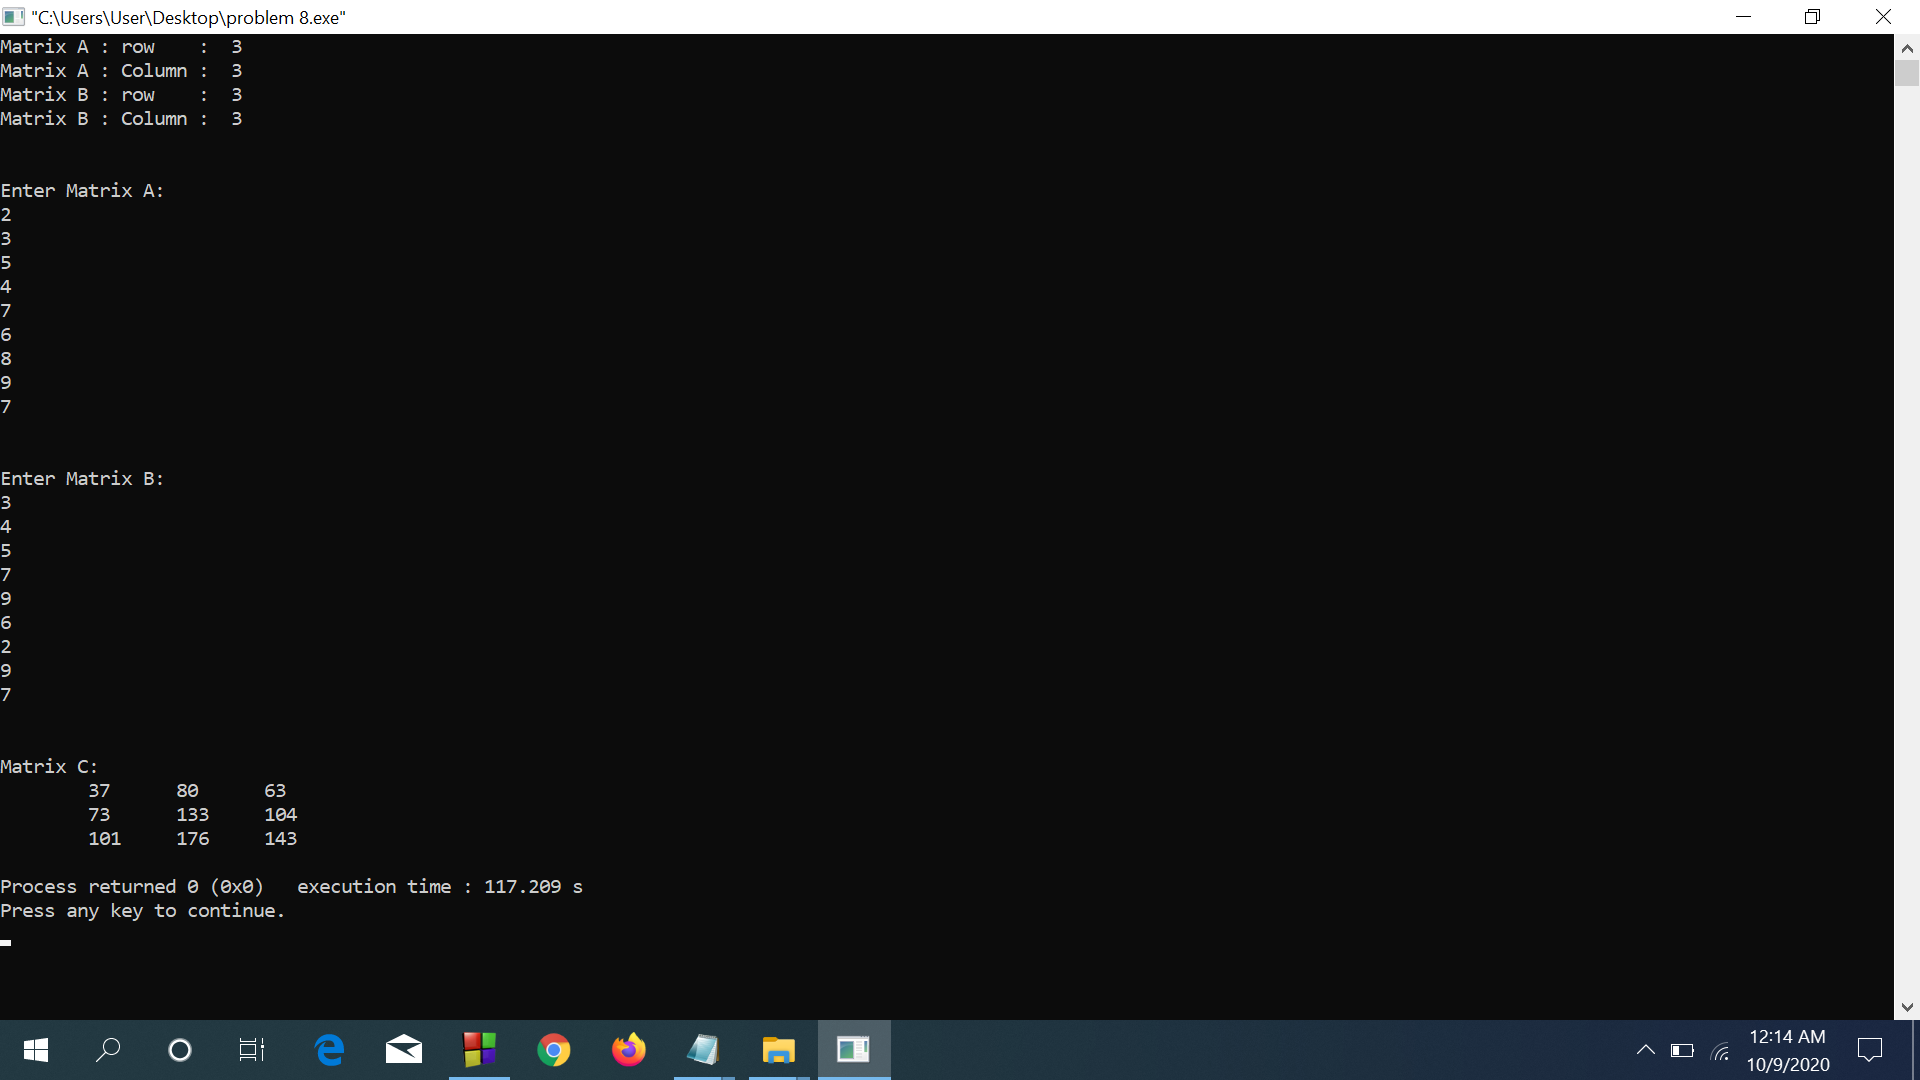 "C:\Users\User\Desktop\problem 8.exe"
Matrix A : row    :  3
Matrix A : Column :  3
Matrix B : row    :  3
Matrix B : Column :  3
Enter Matrix A:
2
3
5
4
7
6
8
9
7
Enter Matrix B:
3
4
5
7
9
6
2
9
7
Matrix C:
        37      80      63
        73      133     104
        101     176     143
Process returned 0 (0x0)   execution time : 117.209 s
Press any key to continue.
12:14 AM
10/9/2020